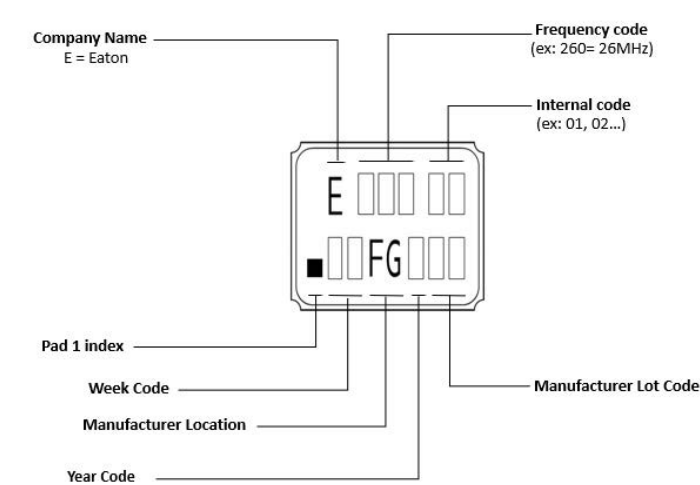 Company Name
E = Eaton
Frequency code
(ex: 260= 26MHz)
Internal code
(ex: 01, 02...)
E
FG
Pad 1 index
Week Code
Manufacturer Lot Code
Manufacturer Location
Year Code